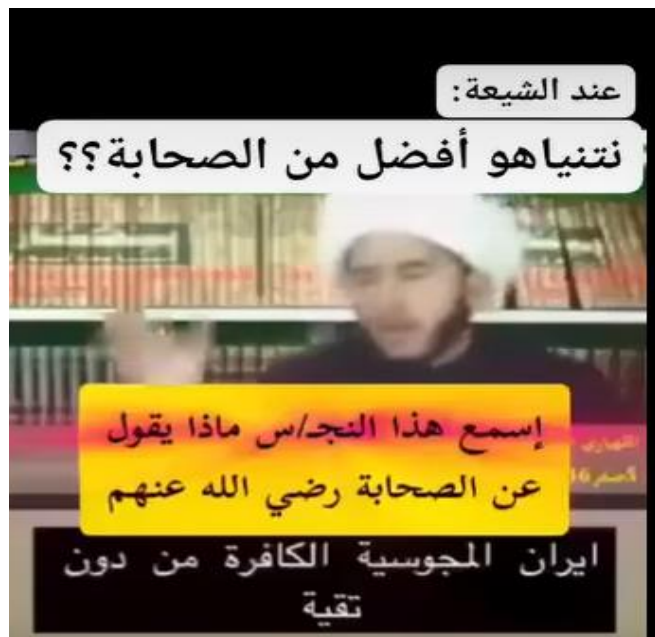 عند الشيعة:
نتنياهو أفضل من الصحابة؟؟
إسمع هذا النجـ/س ماذا يقول
عن الصحابة رضي الله عنهم
ايران المجوسية الكافرة من دون
تقية